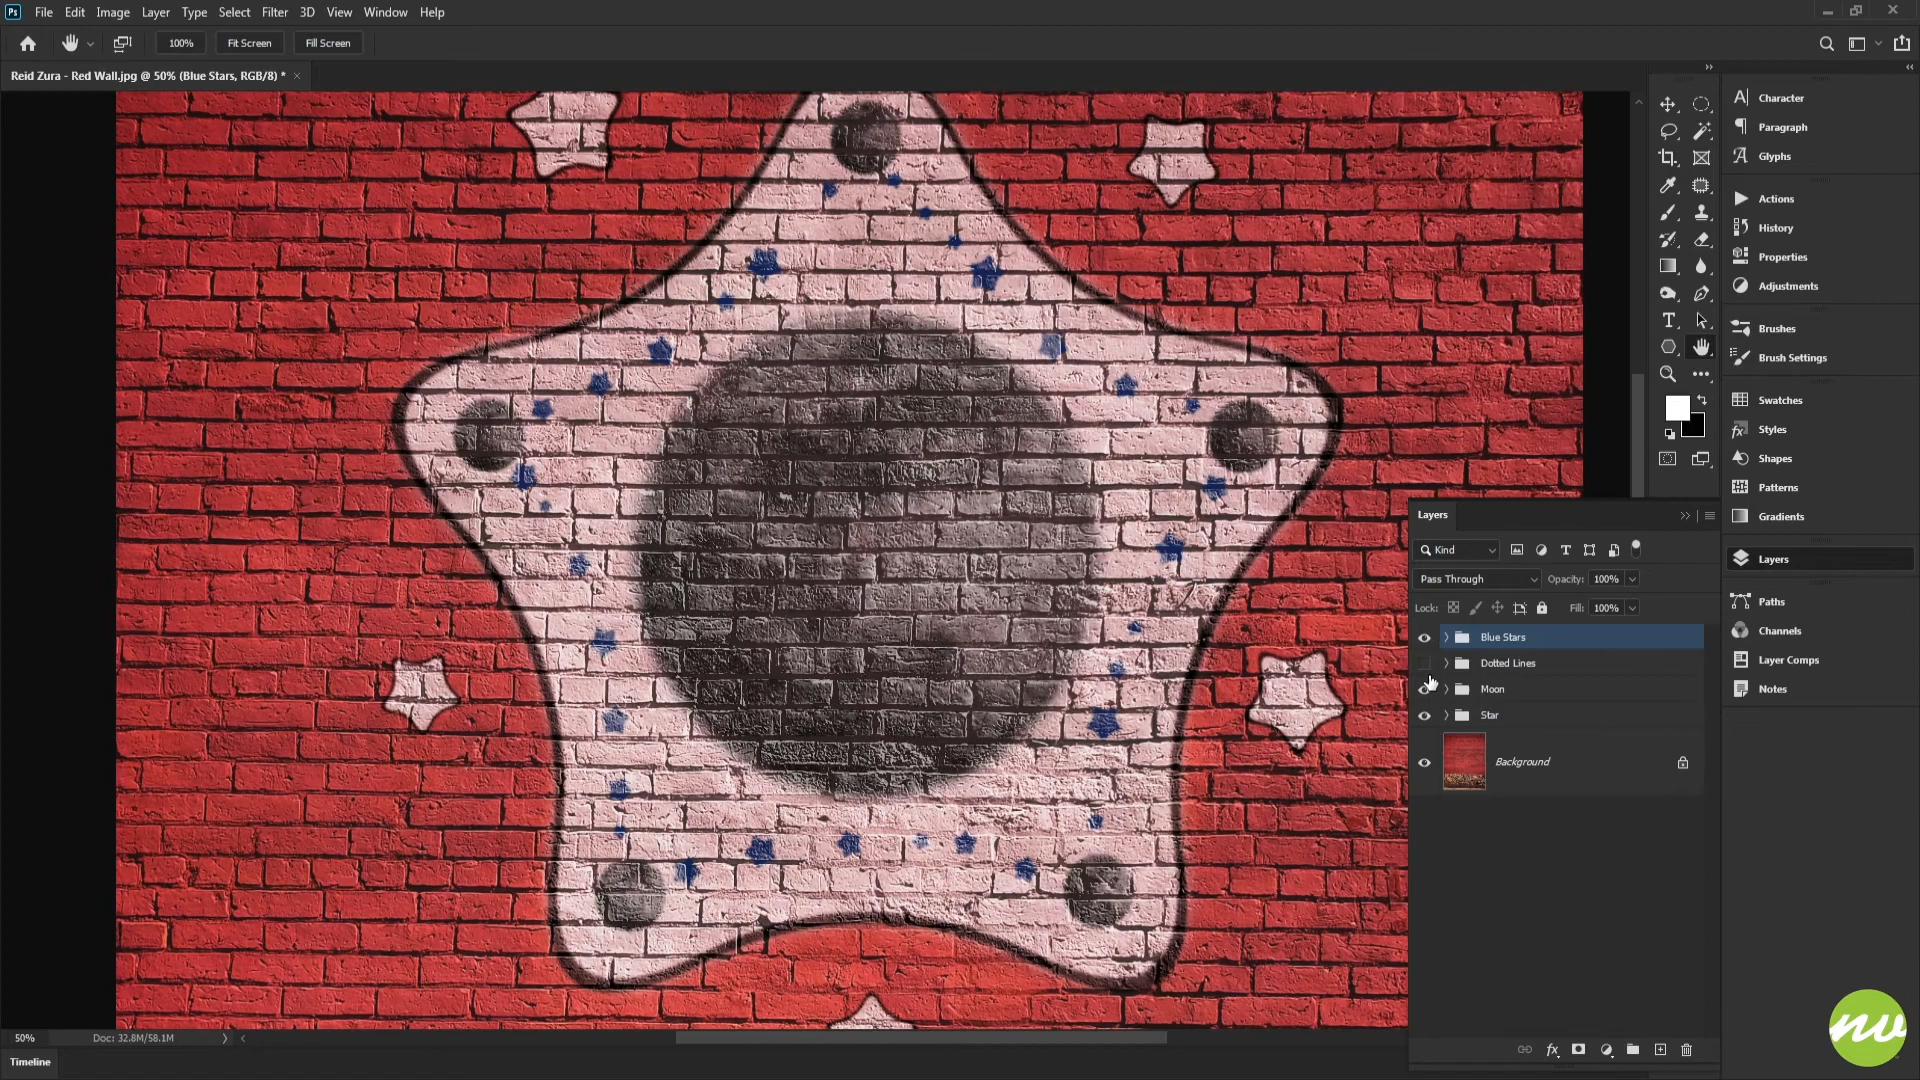 Ps File Edit Image Layer Type Select Filter 3D View Window Help
100% Fit Screen Fill Screen
Reid Zura - Red Wall.jpg @ 50% (Blue Stars, RGB/8) * ×
Character
Paragraph
Glyphs
Actions
History
Properties
Adjustments
Brushes
Brush Settings
Swatches
Styles
Shapes
Patterns
Gradients
Layers
Paths
Channels
Layer Comps
Notes
Layers
Kind
Pass Through Opacity: 100%
Lock: Fill: 100%
Blue Stars
Dotted Lines
Moon
Star
Background
50% Doc: 32.8M/58.1M
Timeline
nv